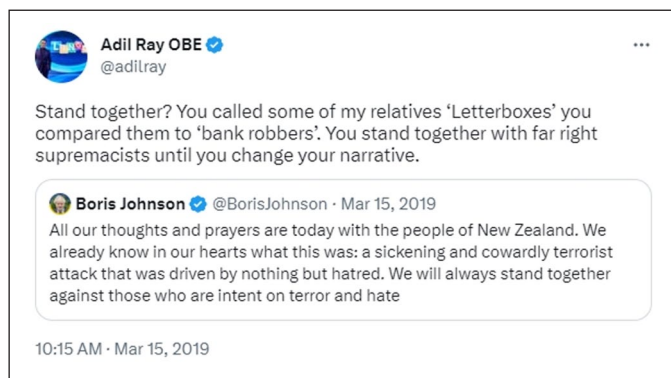 Adil Ray OBE
@adilray
Stand together? You called some of my relatives ‘Letterboxes’ you
compared them to ‘bank robbers’. You stand together with far right
supremacists until you change your narrative.
Boris Johnson @BorisJohnson · Mar 15, 2019
All our thoughts and prayers are today with the people of New Zealand. We
already know in our hearts what this was: a sickening and cowardly terrorist
attack that was driven by nothing but hatred. We will always stand together
against those who are intent on terror and hate
10:15 AM · Mar 15, 2019